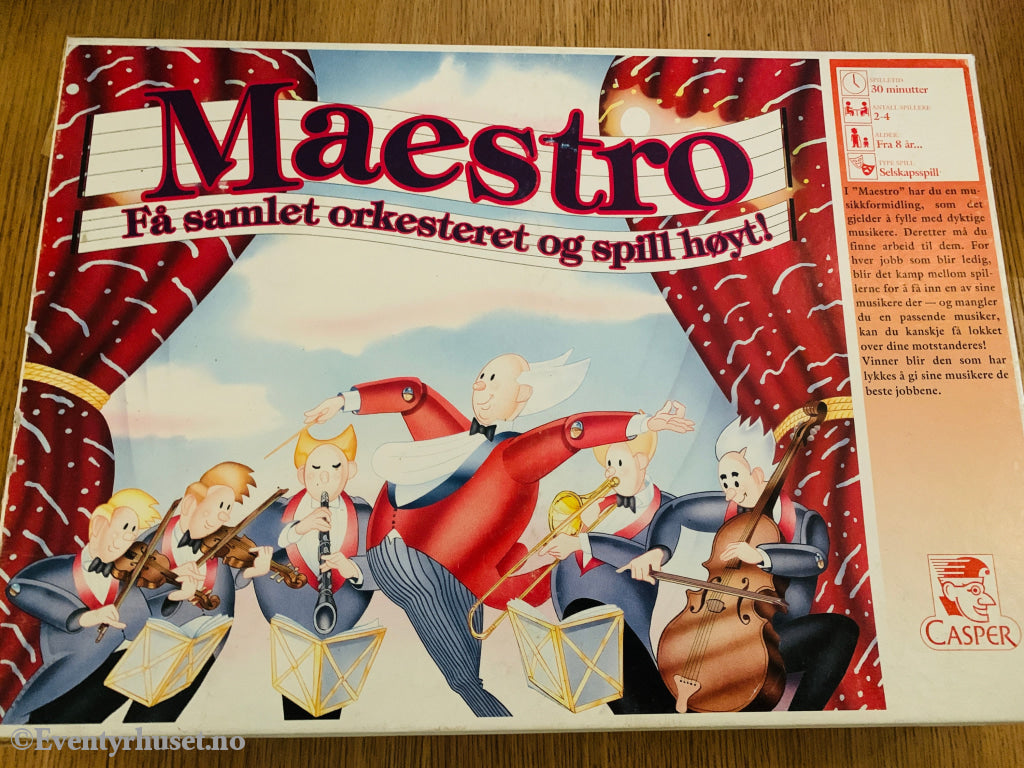 Maestro
Få samlet orkesteret og spill høyt!
SPILLETID:
30 minutter
ANTALL SPILLERE
2-4
ALDER:
Fra 8 år...
TYPE SPILL
Selskapsspill
I "Maestro" har du en mu-
sikkformidling, som det
gjelder å fylle med dyktige
musikere. Deretter må du
finne arbeid til dem. For
hver jobb som blir ledig,
blir det kamp mellom spil-
lerne for å få inn en av sine
musikere der — og mangler
du en passende musiker,
kan du kanskje få lokket
over dine motstanderes!
Vinner blir den som har
lykkes å gi sine musikere de
beste jobbene.
CASPER
©Eventyrhuset.no